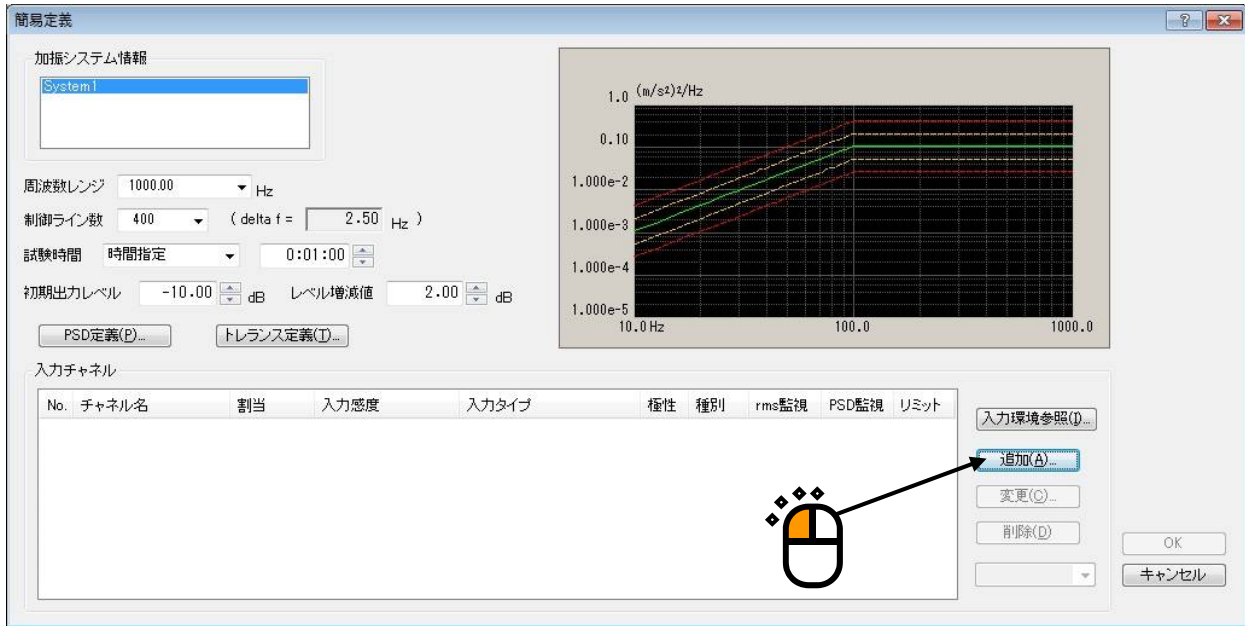 簡易定義
加振システム情報
System1
周波数レンジ 1000.00 Hz
制御ライン数 400 ( delta f = 2.50 Hz )
試験時間 時間指定 0:01:00
初期出力レベル -10.00 dB レベル増減値 2.00 dB
PSD定義(P)... トレランス定義(T)...
1.0 (m/s²)²/Hz
0.10
1.000e-2
1.000e-3
1.000e-4
1.000e-5
10.0 Hz 100.0 1000.0
入力チャネル
No. チャネル名 割当 入力感度 入力タイプ 極性 種別 rms監視 PSD監視 リミット
入力環境参照(I)...
追加(A)...
変更(C)...
削除(D)
OK
キャンセル